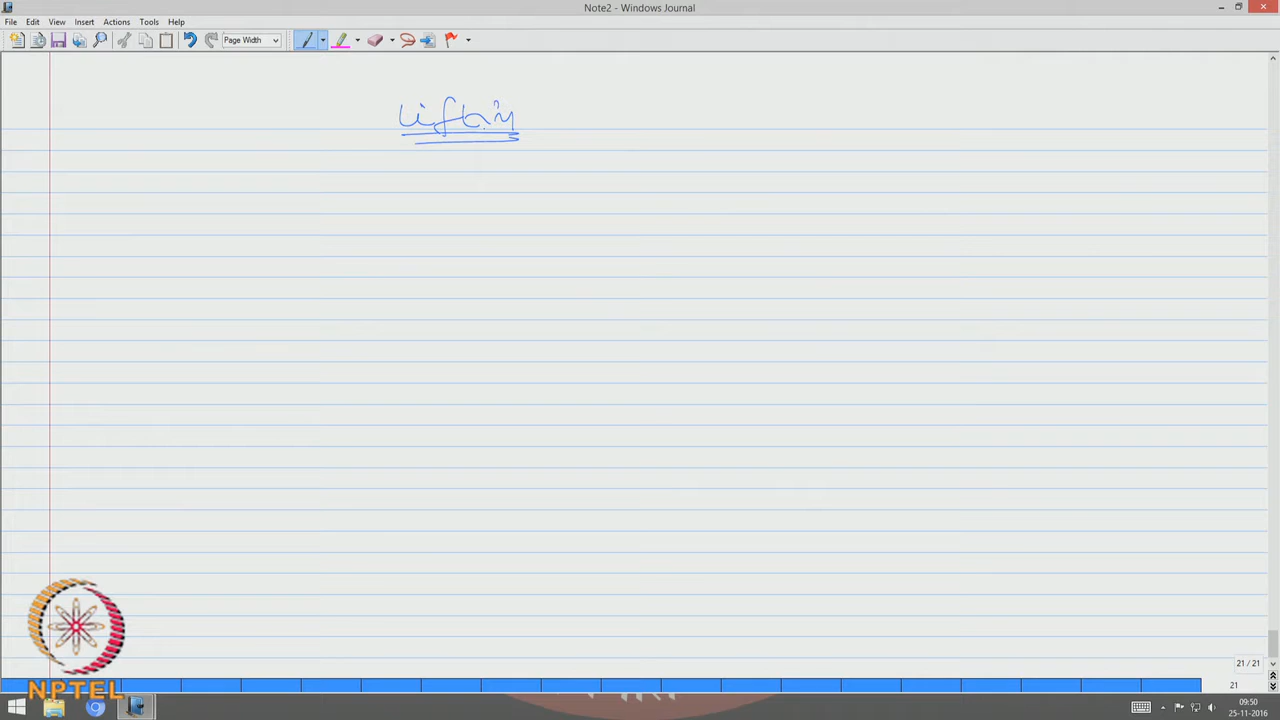 Note2 - Windows Journal
File Edit View Insert Actions Tools Help
Page Width
Lifting
21 / 21
21
NPTEL
09:50
25-11-2016